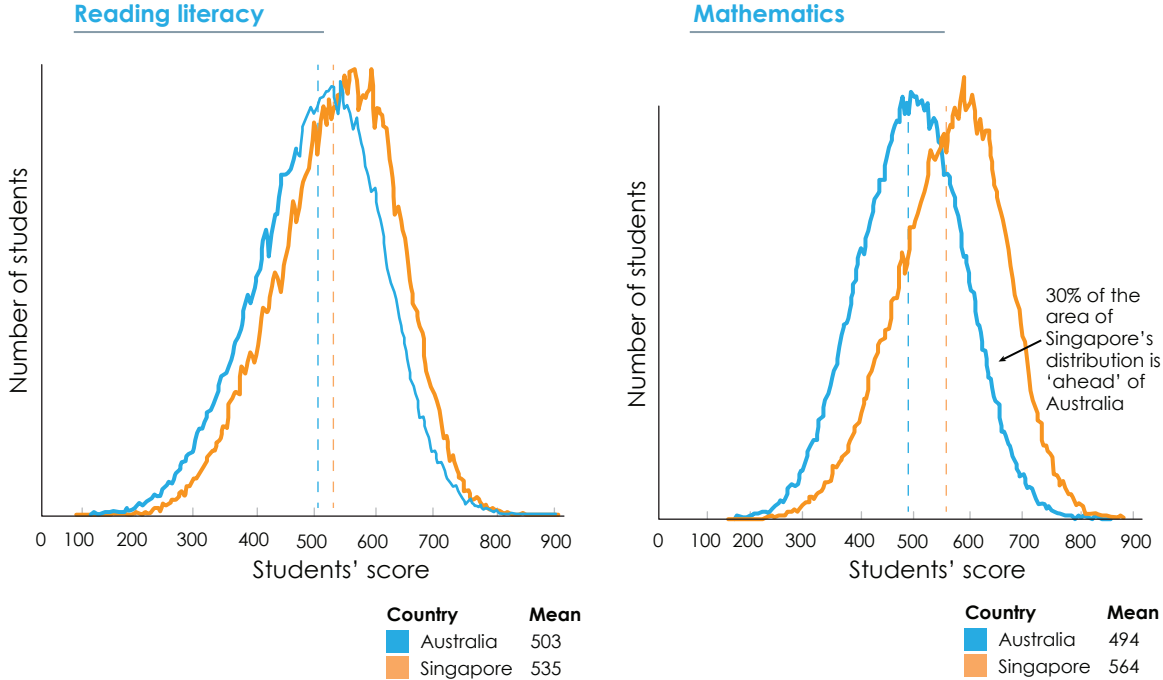 Reading literacy
Number of students
0 100 200 300 400 500 600 700 800 900
Students' score
Country Mean
Australia 503
Singapore 535
Mathematics
Number of students
30% of the
area of
Singapore's
distribution is
‘ahead’ of
Australia
0 100 200 300 400 500 600 700 800 900
Students' score
Country Mean
Australia 494
Singapore 564